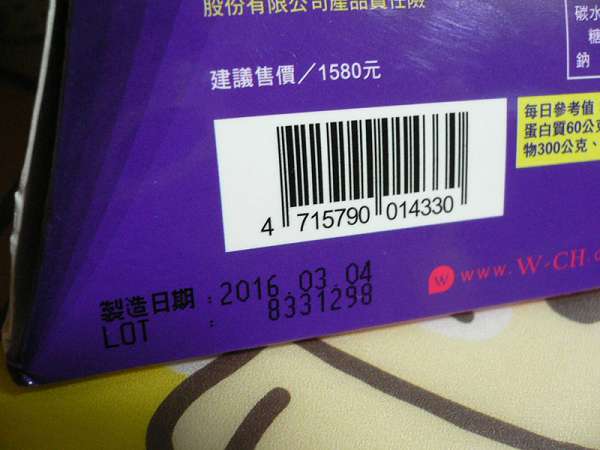 股份有限公司產品責任險
建議售價／1580元
碳水
糖
鈉
每日參考值
蛋白質60公
物300公克、
4 715790 014330
W www.W-CH.
製造日期：2016.03.04
LOT : 8331298